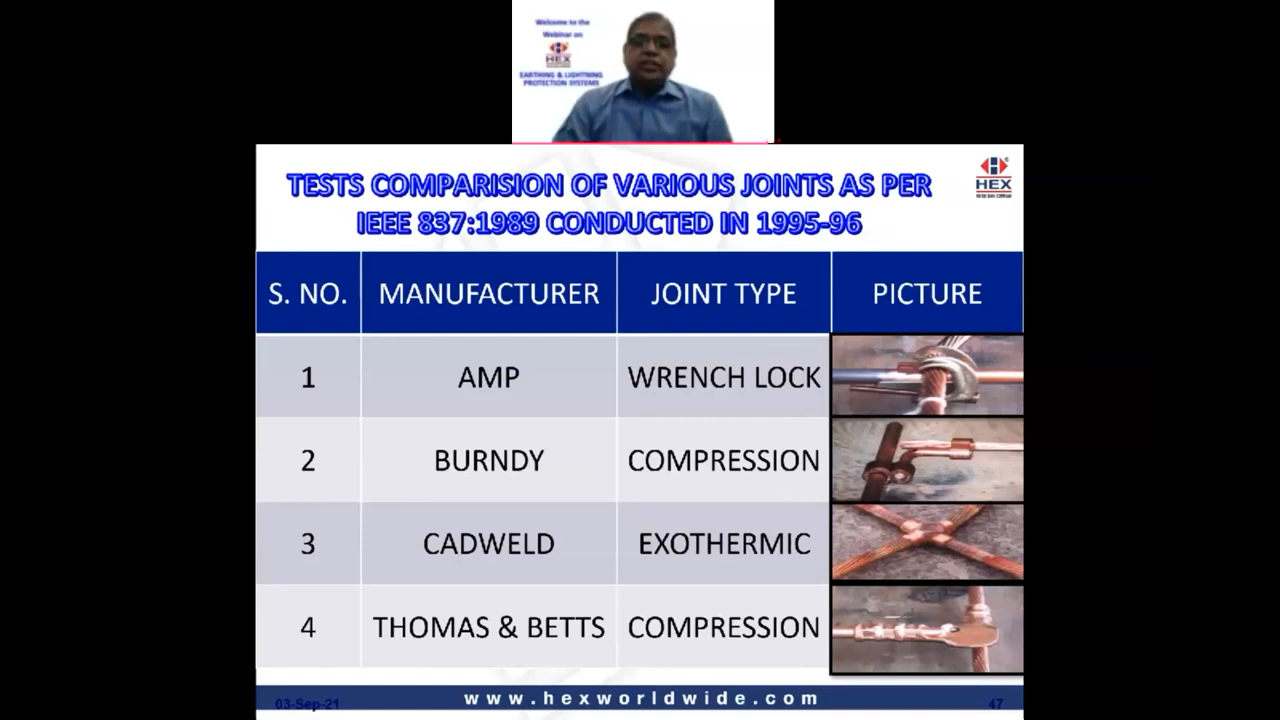 Welcome to the
Webinar on
HEX
EARTHING & LIGHTNING
PROTECTION SYSTEMS
TESTS COMPARISION OF VARIOUS JOINTS AS PER
IEEE 837:1989 CONDUCTED IN 1995-96
HEX
S. NO. MANUFACTURER JOINT TYPE PICTURE
1 AMP WRENCH LOCK
2 BURNDY COMPRESSION
3 CADWELD EXOTHERMIC
4 THOMAS & BETTS COMPRESSION
03-Sep-21 www.hexworldwide.com 47